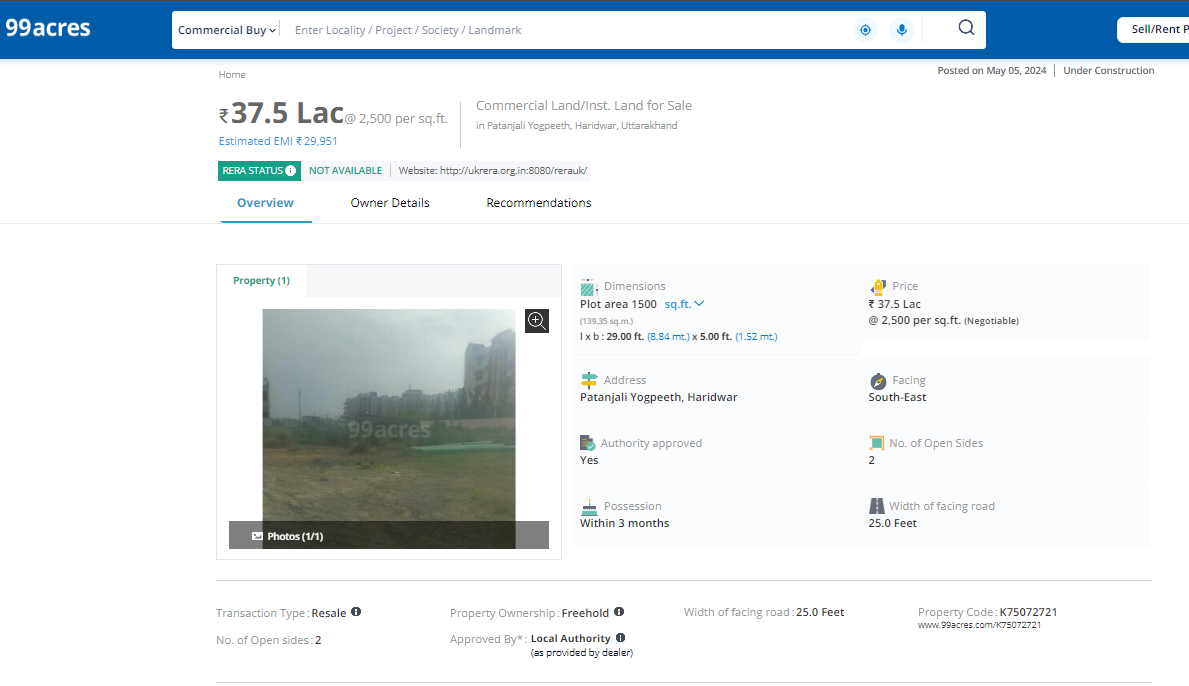 99acres
Commercial Buy
Enter Locality / Project / Society / Landmark
Sell/Rent P
Home
Posted on May 05, 2024 | Under Construction
₹37.5 Lac @ 2,500 per sq.ft.
Estimated EMI ₹ 29,951
Commercial Land/Inst. Land for Sale
in Patanjali Yogpeeth, Haridwar, Uttarakhand
RERA STATUS NOT AVAILABLE | Website: http://ukrera.org.in:8080/rerauk/
Overview Owner Details Recommendations
Property (1)
99acres
Photos (1/1)
Dimensions
Plot area 1500 sq.ft.
(139.35 sq.m.)
l x b : 29.00 ft. (8.84 mt.) x 5.00 ft. (1.52 mt.)
Price
₹ 37.5 Lac
@ 2,500 per sq.ft. (Negotiable)
Address
Patanjali Yogpeeth, Haridwar
Facing
South-East
Authority approved
Yes
No. of Open Sides
2
Possession
Within 3 months
Width of facing road
25.0 Feet
Transaction Type : Resale
Property Ownership : Freehold
Width of facing road : 25.0 Feet
Property Code : K75072721
www.99acres.com/K75072721
No. of Open sides : 2
Approved By* : Local Authority
(as provided by dealer)